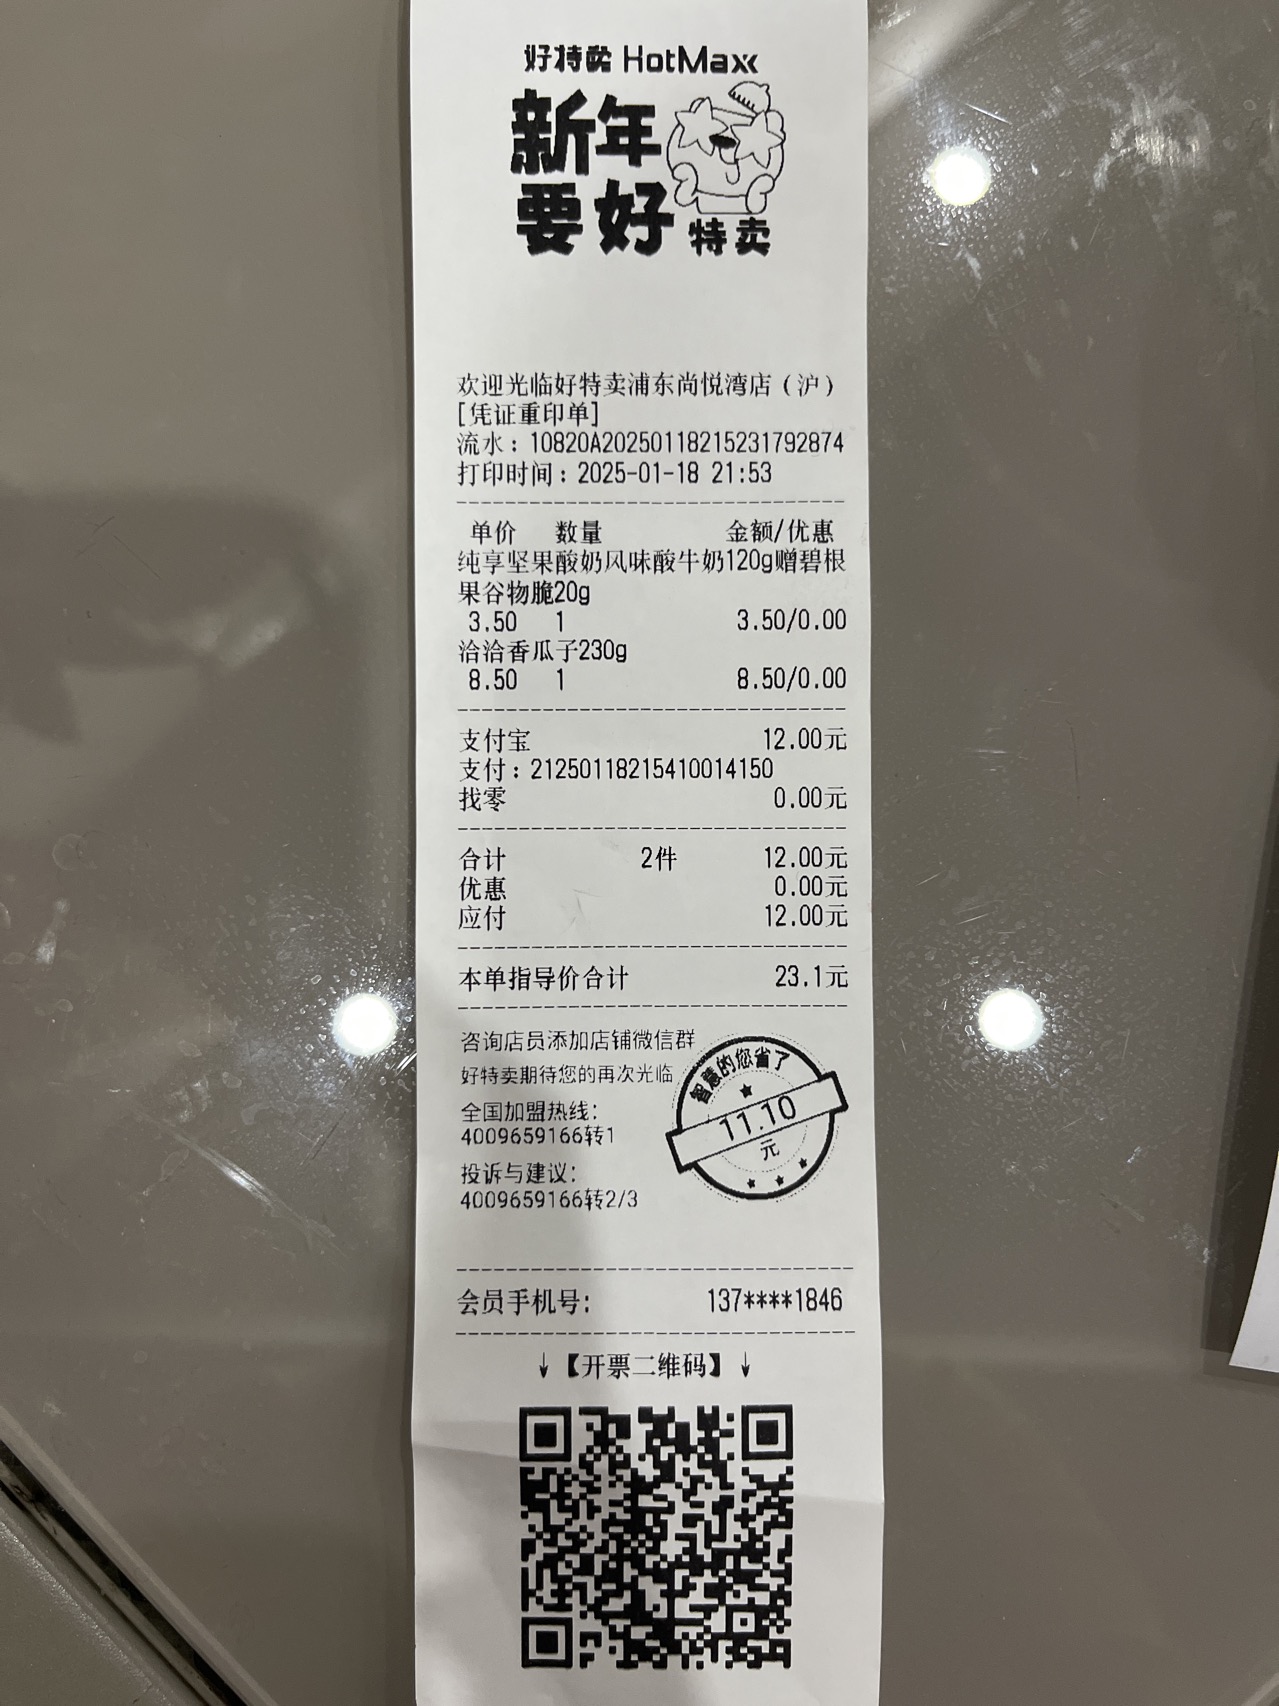 好特卖 HotMaxx
新年
要好特卖
欢迎光临好特卖浦东尚悦湾店（沪）
[凭证重印单]
流水：10820A202501182152317 92874
打印时间：2025-01-18 21:53
单价 数量 金额/优惠
纯享坚果酸奶风味酸牛奶120g赠碧根
果谷物脆20g
3.50 1 3.50/0.00
洽洽香瓜子230g
8.50 1 8.50/0.00
支付宝 12.00元
支付：21250118215410014150
找零 0.00元
合计 2件 12.00元
优惠 0.00元
应付 12.00元
本单指导价合计 23.1元
咨询店员添加店铺微信群
好特卖期待您的再次光临
全国加盟热线：
4009659166转1
投诉与建议：
4009659166转2/3
智慧的您省了
11.10
元
会员手机号: 137****1846
↓【开票二维码】↓